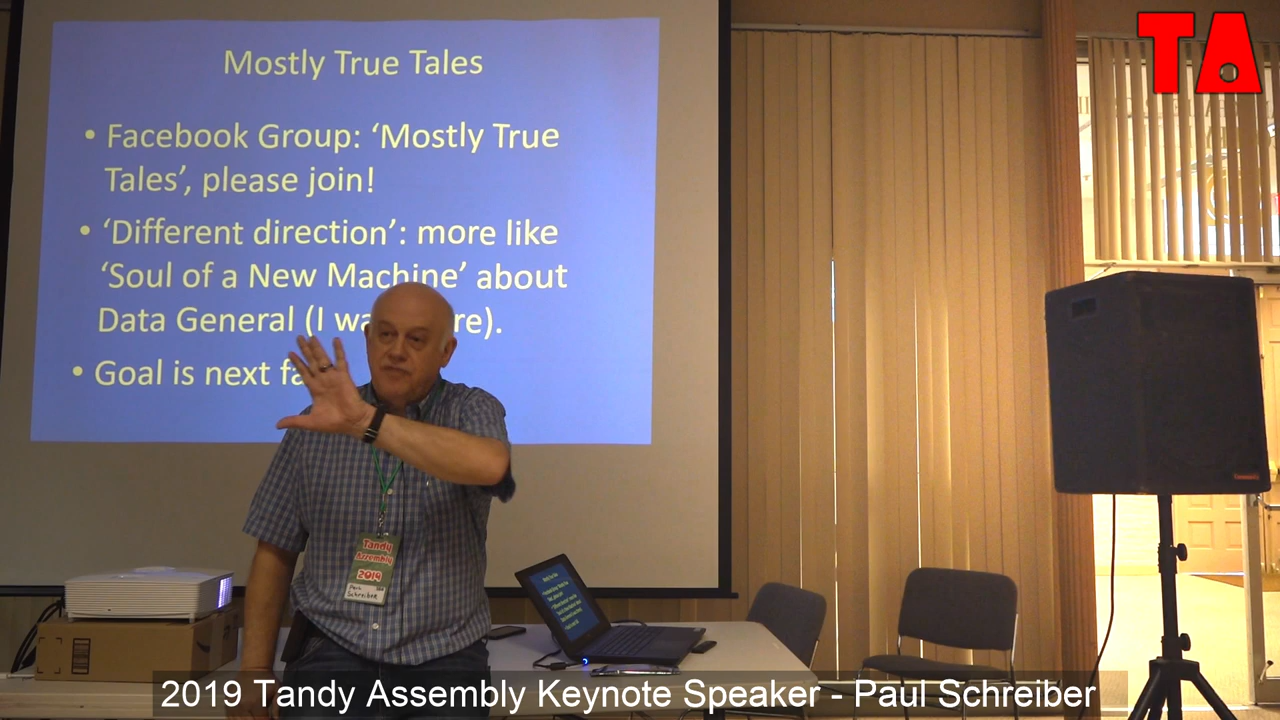 TA
Mostly True Tales
• Facebook Group: ‘Mostly True
Tales’, please join!
• ‘Different direction’: more like
‘Soul of a New Machine’ about
Data General (I wa re).
• Goal is next fa
Tandy
Assembly
2019
Paul
Schreiber
2019 Tandy Assembly Keynote Speaker - Paul Schreiber